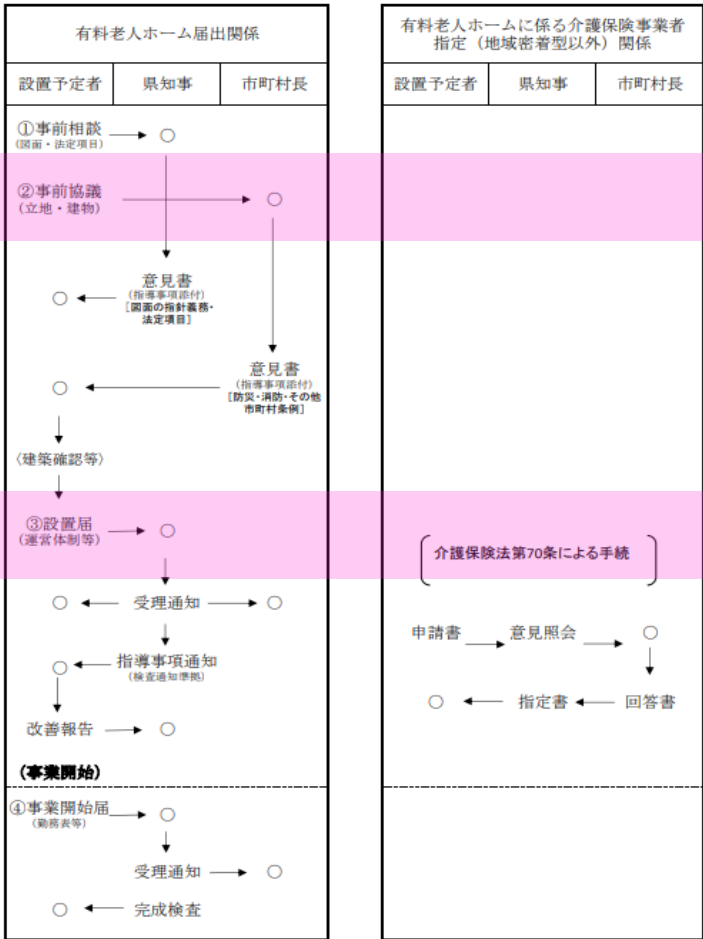 有料老人ホーム届出関係
設置予定者
県知事
市町村長
①事前相談
(図面・法定項目)
②事前協議
(立地・建物)
意見書
(指導事項添付)
[図面の指針義務・
法定項目]
意見書
(指導事項添付)
[防災・消防・その他
市町村条例]
〈建築確認等〉
③設置届
(運営体制等)
受理通知
指導事項通知
(検査通知準拠)
改善報告
(事業開始)
④事業開始届
(勤務表等)
受理通知
完成検査
有料老人ホームに係る介護保険事業者
指定（地域密着型以外）関係
設置予定者
県知事
市町村長
介護保険法第70条による手続
申請書
意見照会
指定書
回答書